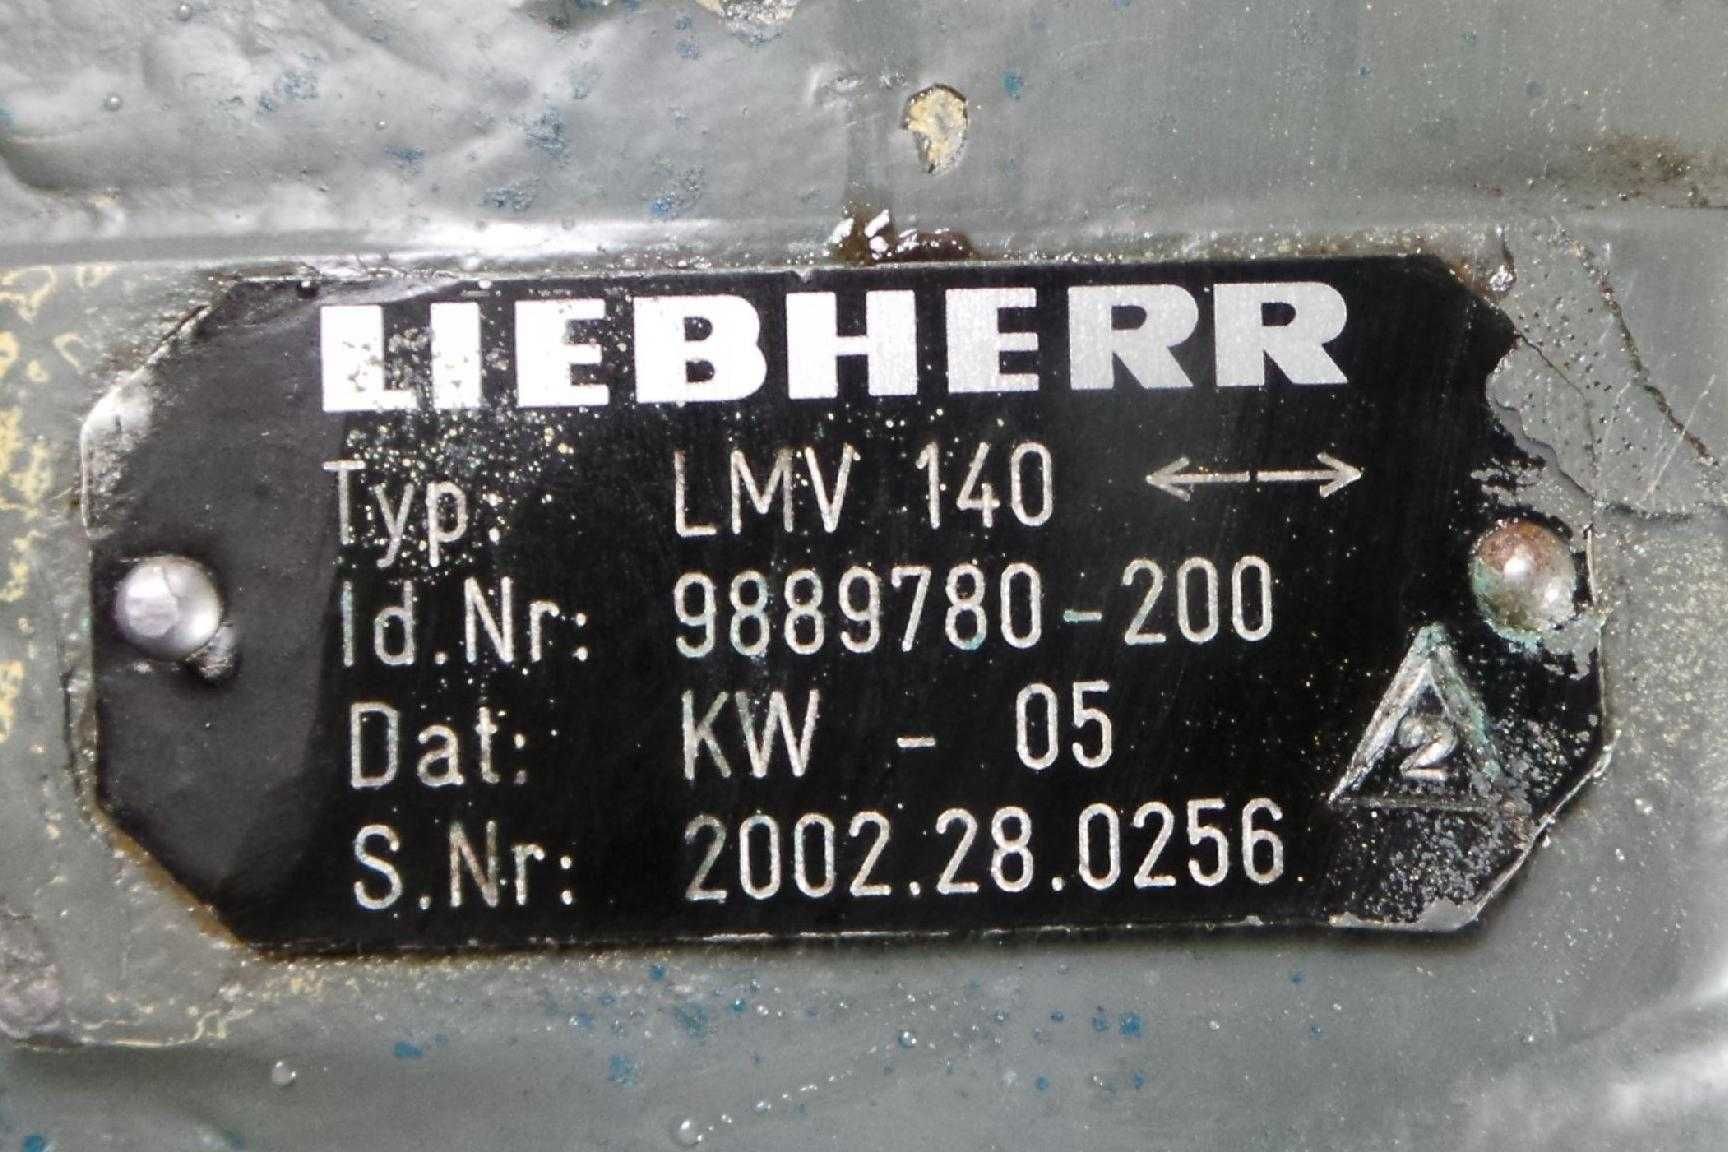 LIEBHERR
Typ: LMV 140 ↔
Id.Nr: 9889780-200
Dat: KW - 05
S.Nr: 2002.28.0256
2